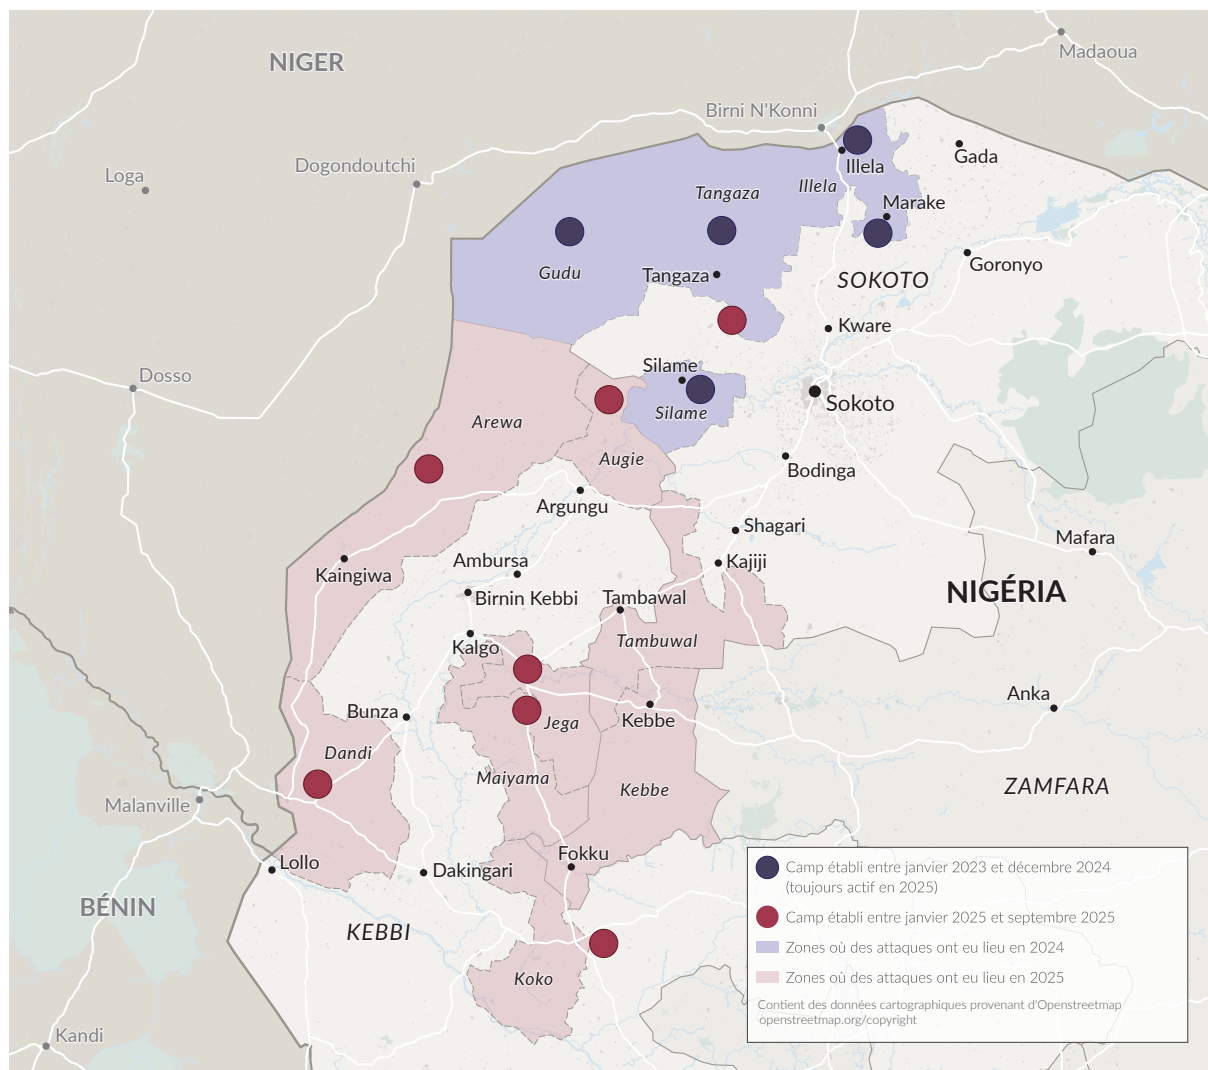 NIGER
Madaoua
Birni N'Konni
Dogondoutchi
Loga
Illela
Gada
Illela
Tangaza
Marake
Gudu
Tangaza
SOKOTO
Goronyo
Kware
Silame
Dosso
Silame
Sokoto
Arewa
Augie
Bodinga
Argungu
Shagari
Mafara
Kaingiwa
Ambursa
Kajiji
Birnin Kebbi
Tambawal
NIGÉRIA
Kalgo
Tambuwal
Anka
Bunza
Jega
Kebbe
Dandi
Maiyama
Kebbe
ZAMFARA
Malanville
Lollo
Dakingari
Fokku
BÉNIN
KEBBI
Koko
Kandi
Camp établi entre janvier 2023 et décembre 2024
(toujours actif en 2025)
Camp établi entre janvier 2025 et septembre 2025
Zones où des attaques ont eu lieu en 2024
Zones où des attaques ont eu lieu en 2025
Contient des données cartographiques provenant d'Openstreetmap
openstreetmap.org/copyright